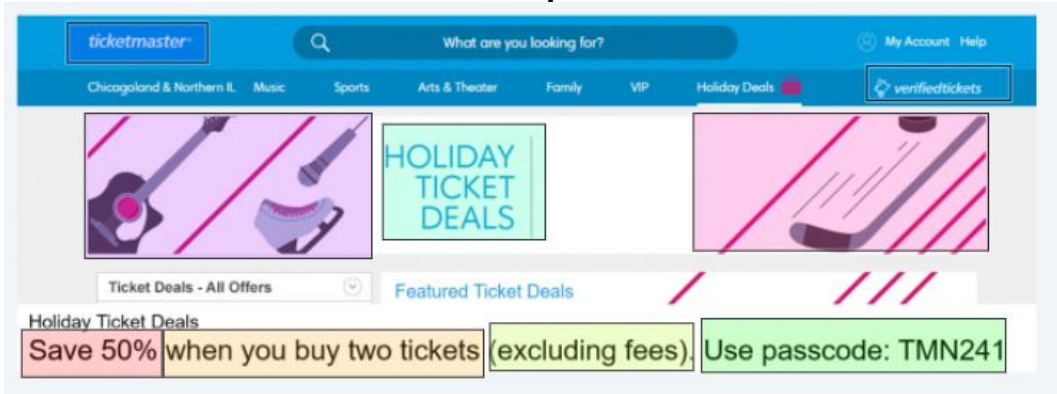 ticketmaster
What are you looking for?
My Account Help
Chicagoland & Northern IL Music Sports Arts & Theater Family VIP Holiday Deals verifiedtickets
HOLIDAY
TICKET
DEALS
Ticket Deals - All Offers
Featured Ticket Deals
Holiday Ticket Deals
Save 50% when you buy two tickets (excluding fees). Use passcode: TMN241